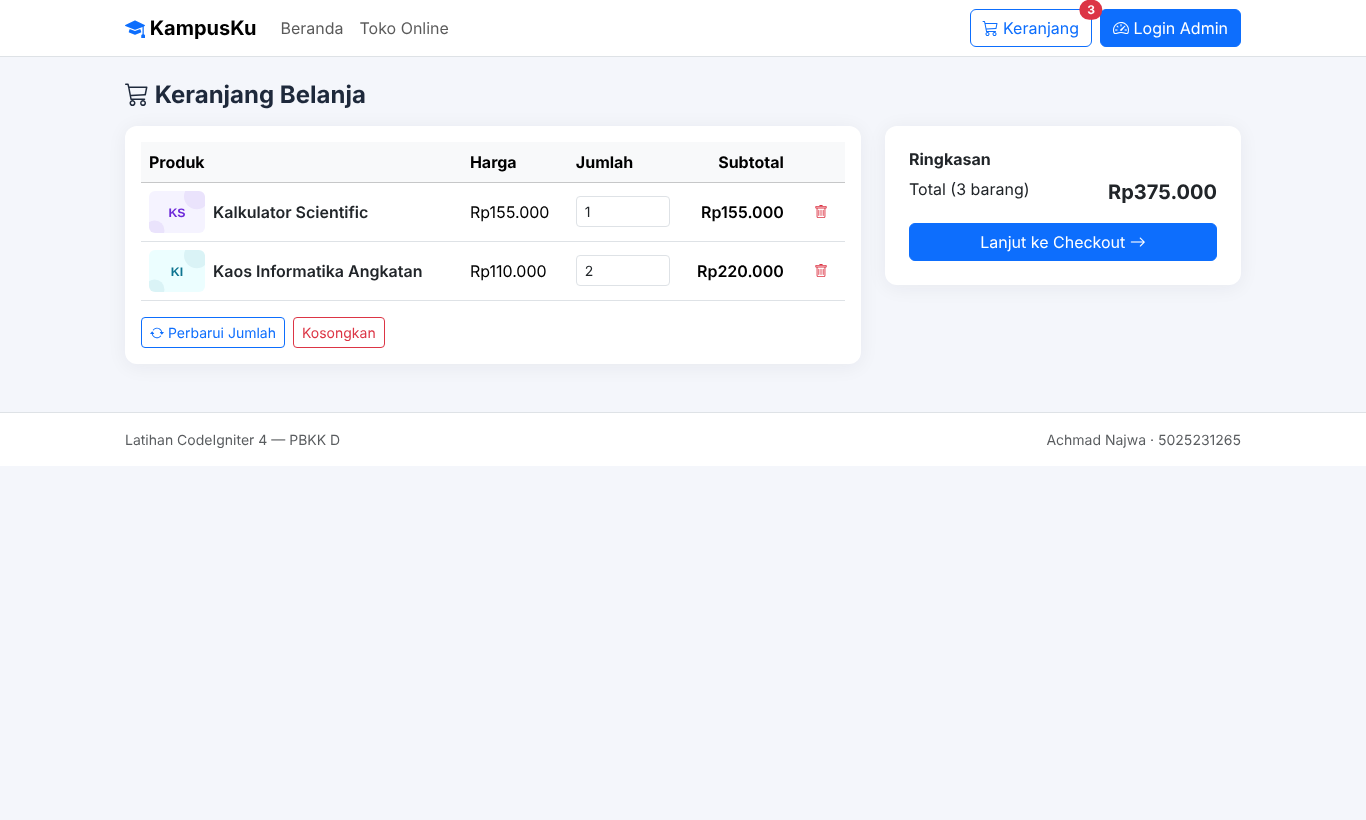 KampusKu Beranda Toko Online Keranjang 3 Login Admin
Keranjang Belanja
Produk Harga Jumlah Subtotal
KS Kalkulator Scientific Rp155.000 1 Rp155.000
KI Kaos Informatika Angkatan Rp110.000 2 Rp220.000
Perbarui Jumlah Kosongkan
Ringkasan
Total (3 barang) Rp375.000
Lanjut ke Checkout →
Latihan CodeIgniter 4 — PBKK D
Achmad Najwa · 5025231265